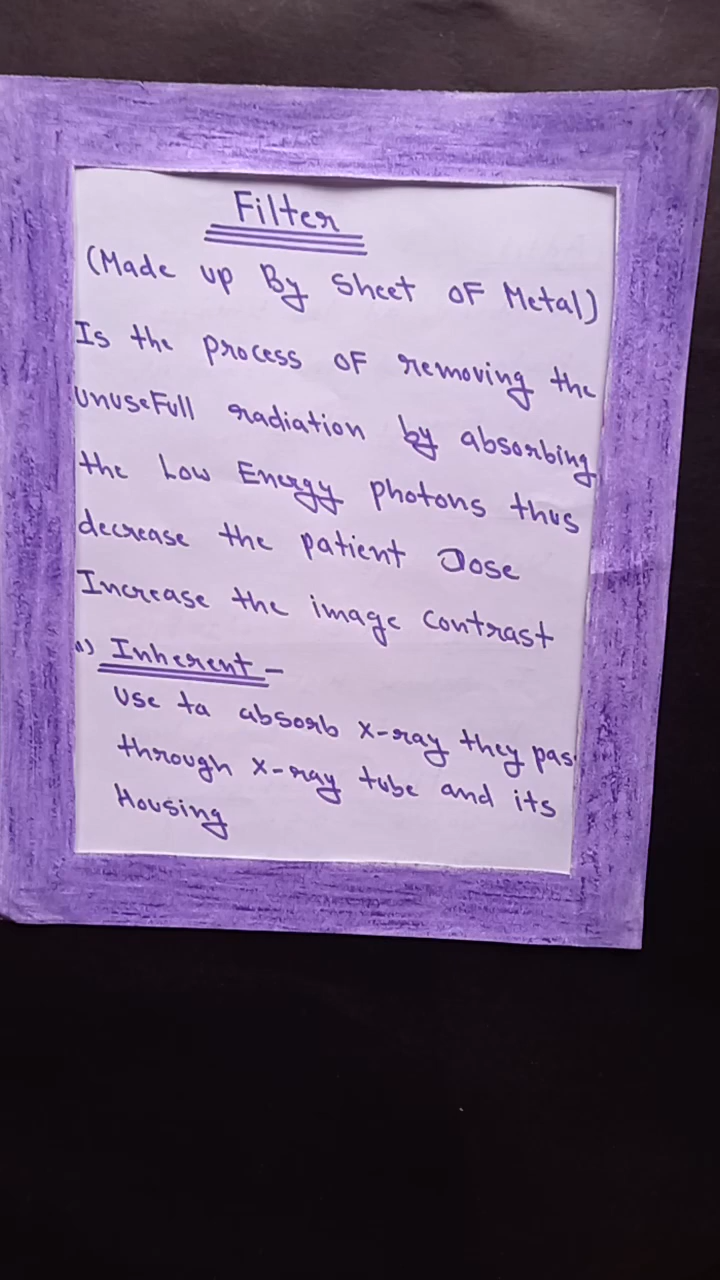 Filter
(Made up By Sheet OF Metal)
Is the process OF removing the
unuseFull radiation by absorbing
the Low Energy photons thus
decrease the patient Dose
Increase the image contrast
a) Inherent -
Use ta absorb x-ray they pas
through x-ray tube and its
Housing